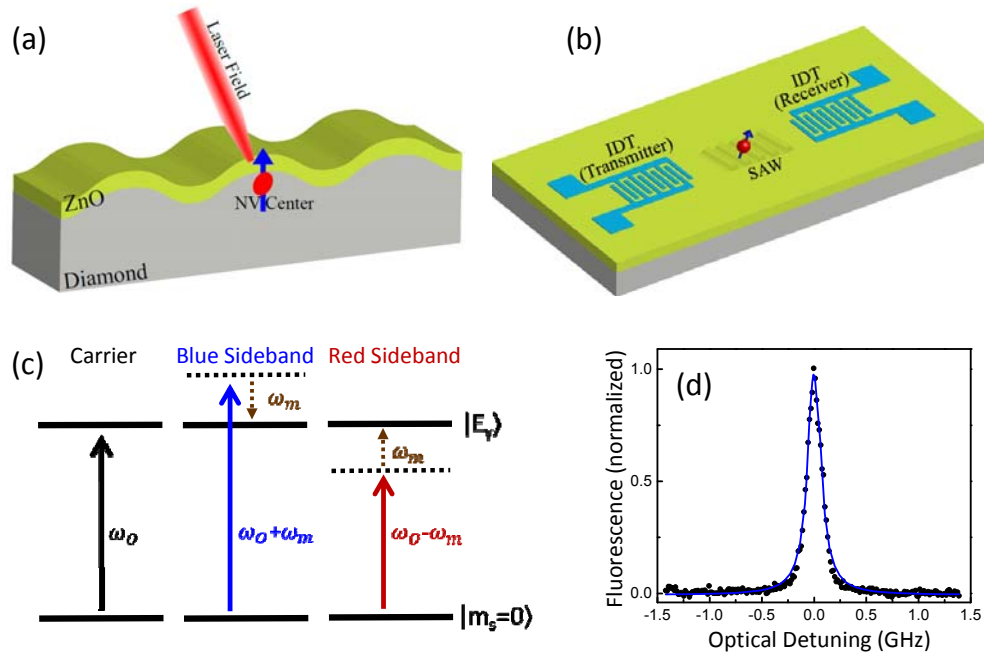 (a)
Laser Field
ZnO
NV Center
Diamond
(b)
IDT
(Transmitter)
IDT
(Receiver)
SAW
(c)
Carrier
Blue Sideband
Red Sideband
ω_m
|E_y⟩
ω_m
ω_O
ω_O+ω_m
ω_O-ω_m
|m_s=0⟩
(d)
Fluorescence (normalized)
1.0
0.5
0.0
-1.5
-1.0
-0.5
0.0
0.5
1.0
1.5
Optical Detuning (GHz)